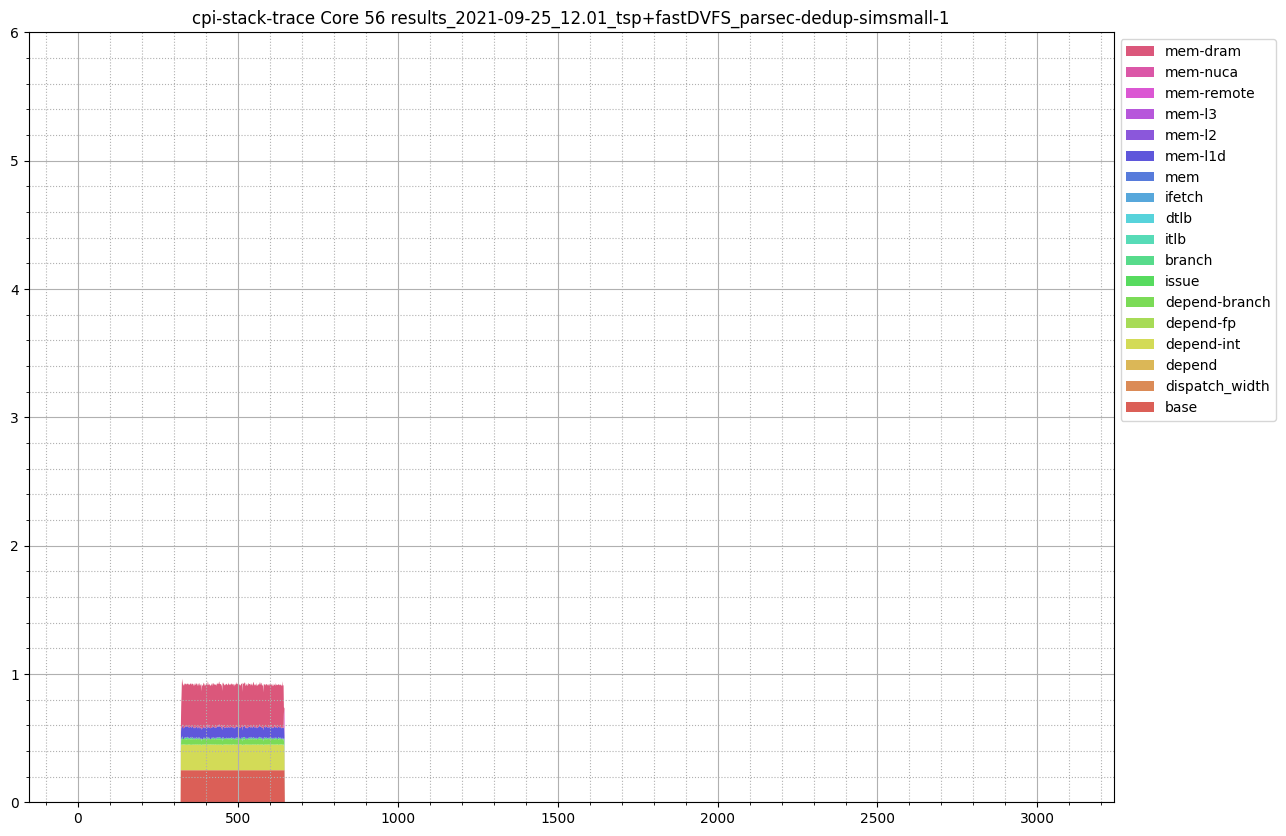 cpi-stack-trace Core 56 results_2021-09-25_12.01_tsp+fastDVFS_parsec-dedup-simsmall-1
6
5
4
3
2
1
0
0 500 1000 1500 2000 2500 3000
mem-dram
mem-nuca
mem-remote
mem-l3
mem-l2
mem-l1d
mem
ifetch
dtlb
itlb
branch
issue
depend-branch
depend-fp
depend-int
depend
dispatch_width
base